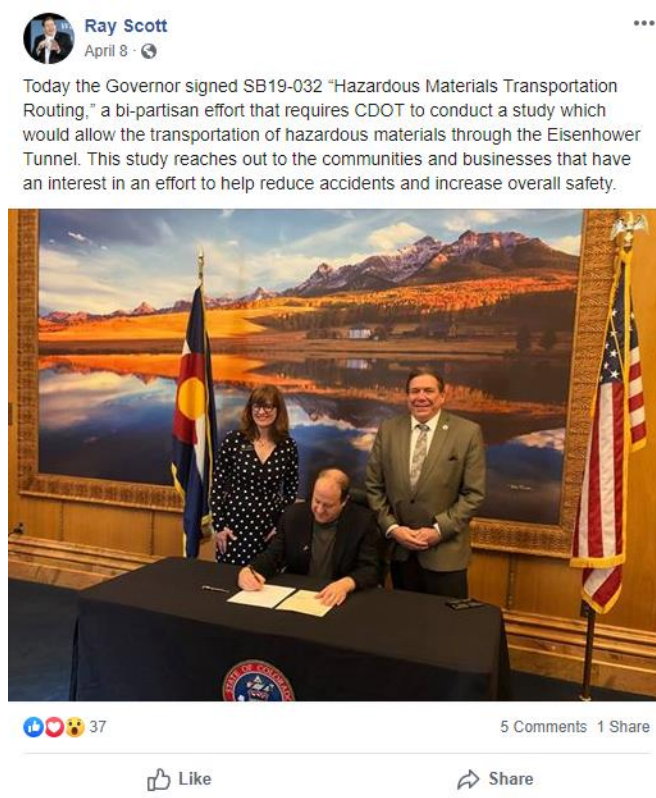 Ray Scott
April 8 ·
Today the Governor signed SB19-032 “Hazardous Materials Transportation
Routing,” a bi-partisan effort that requires CDOT to conduct a study which
would allow the transportation of hazardous materials through the Eisenhower
Tunnel. This study reaches out to the communities and businesses that have
an interest in an effort to help reduce accidents and increase overall safety.
STATE OF COLORADO
37
5 Comments 1 Share
Like
Share